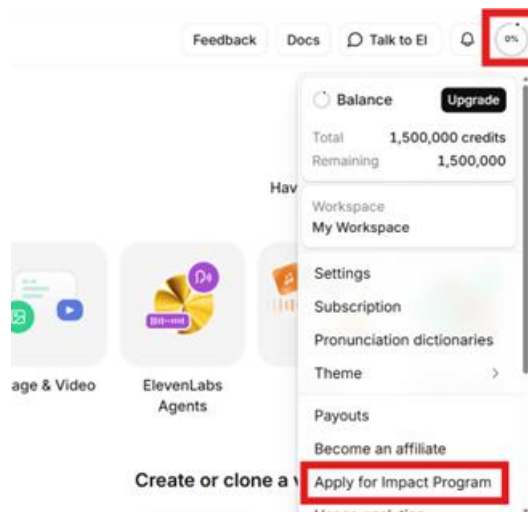 Feedback
Docs
Talk to El
0%
Balance
Upgrade
Total 1,500,000 credits
Remaining 1,500,000
Hav
Workspace
My Workspace
Settings
Subscription
Pronunciation dictionaries
Theme
age & Video
ElevenLabs
Agents
Payouts
Become an affiliate
Create or clone a v
Apply for Impact Program